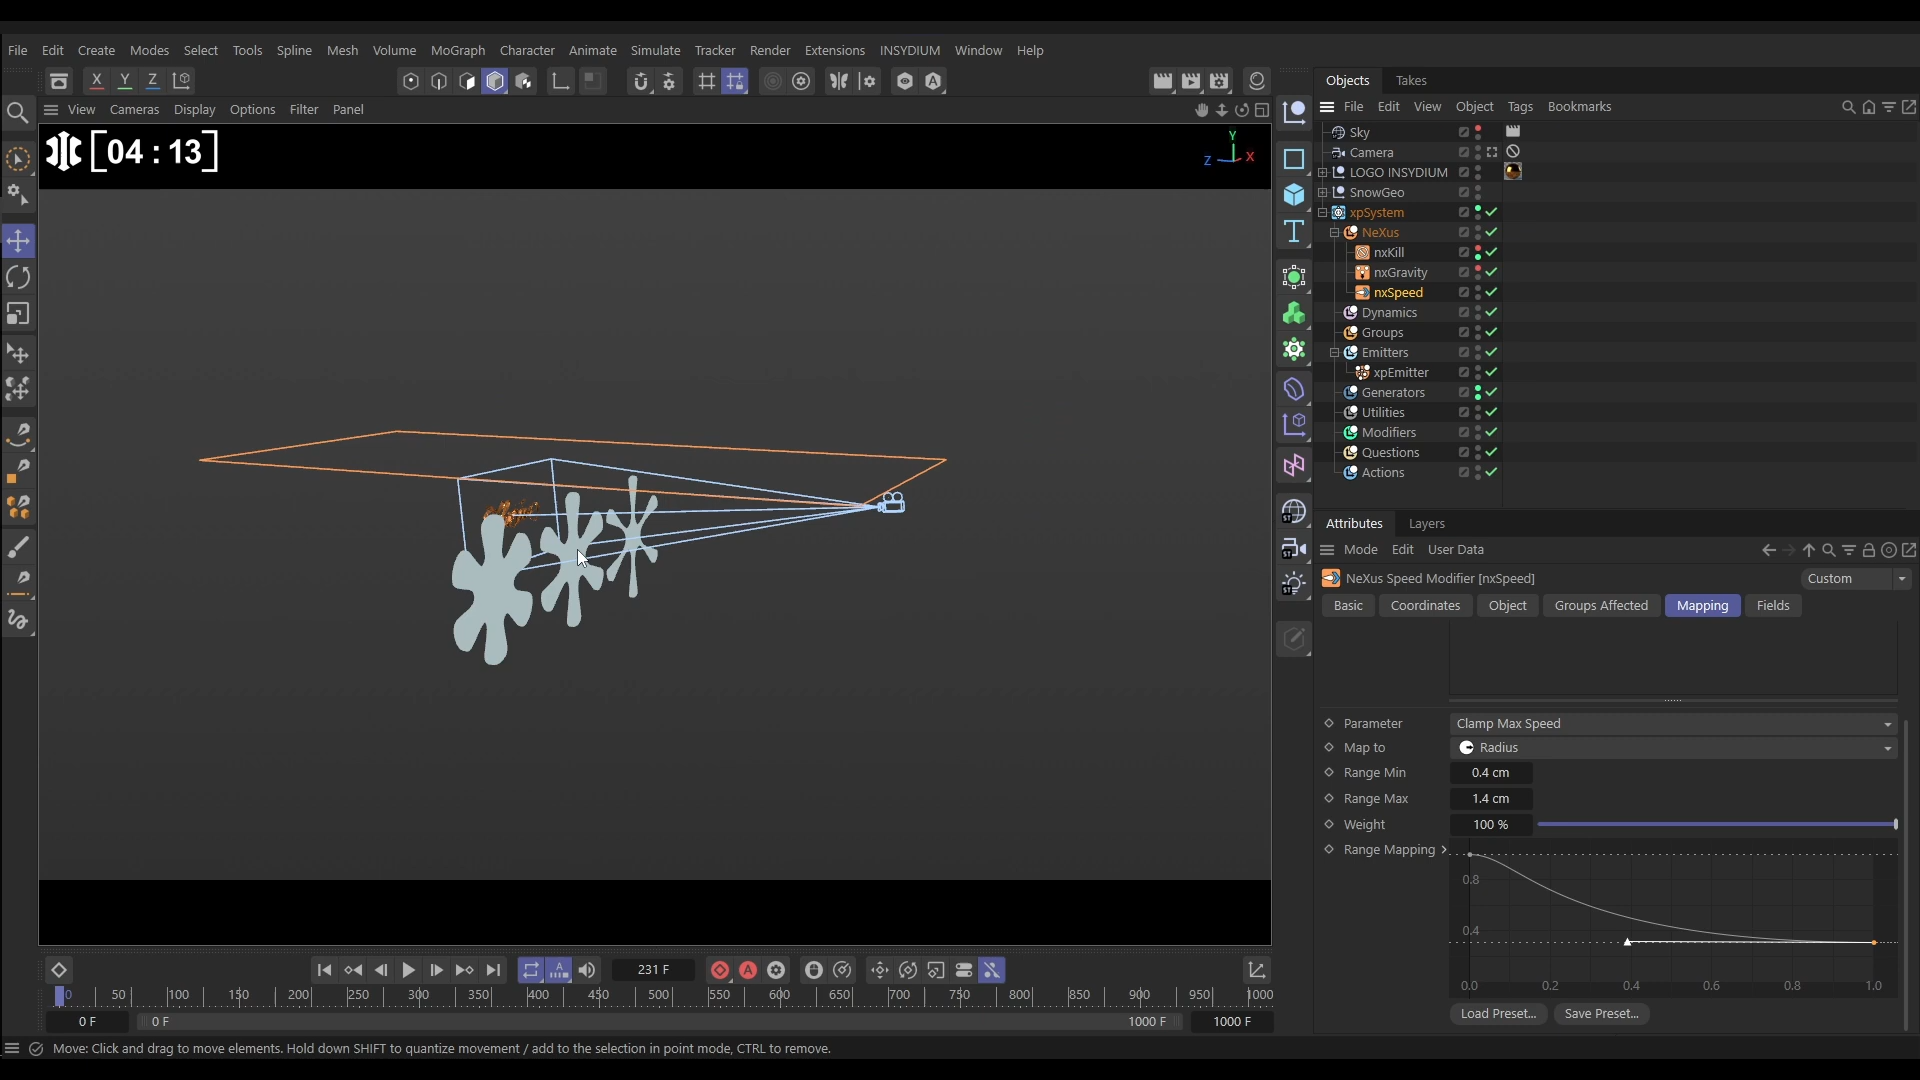 File Edit Create Modes Select Tools Spline Mesh Volume MoGraph Character Animate Simulate Tracker Render Extensions INSYDIUM Window Help
X Y Z
View Cameras Display Options Filter Panel
[04 : 13]
Y
Z X
Objects Takes
File Edit View Object Tags Bookmarks
Sky
Camera
LOGO INSYDIUM
SnowGeo
xpSystem
NeXus
nxKill
nxGravity
nxSpeed
Dynamics
Groups
Emitters
xpEmitter
Generators
Utilities
Modifiers
Questions
Actions
Attributes Layers
Mode Edit User Data
NeXus Speed Modifier [nxSpeed] Custom
Basic Coordinates Object Groups Affected Mapping Fields
Parameter Clamp Max Speed
Map to Radius
Range Min 0.4 cm
Range Max 1.4 cm
Weight 100 %
Range Mapping
0.8
0.4
0.0 0.2 0.4 0.6 0.8 1.0
Load Preset... Save Preset...
231 F
0 50 100 150 200 250 300 350 400 450 500 550 600 650 700 750 800 850 900 950 1000
0 F 0 F 1000 F 1000 F
Move: Click and drag to move elements. Hold down SHIFT to quantize movement / add to the selection in point mode, CTRL to remove.